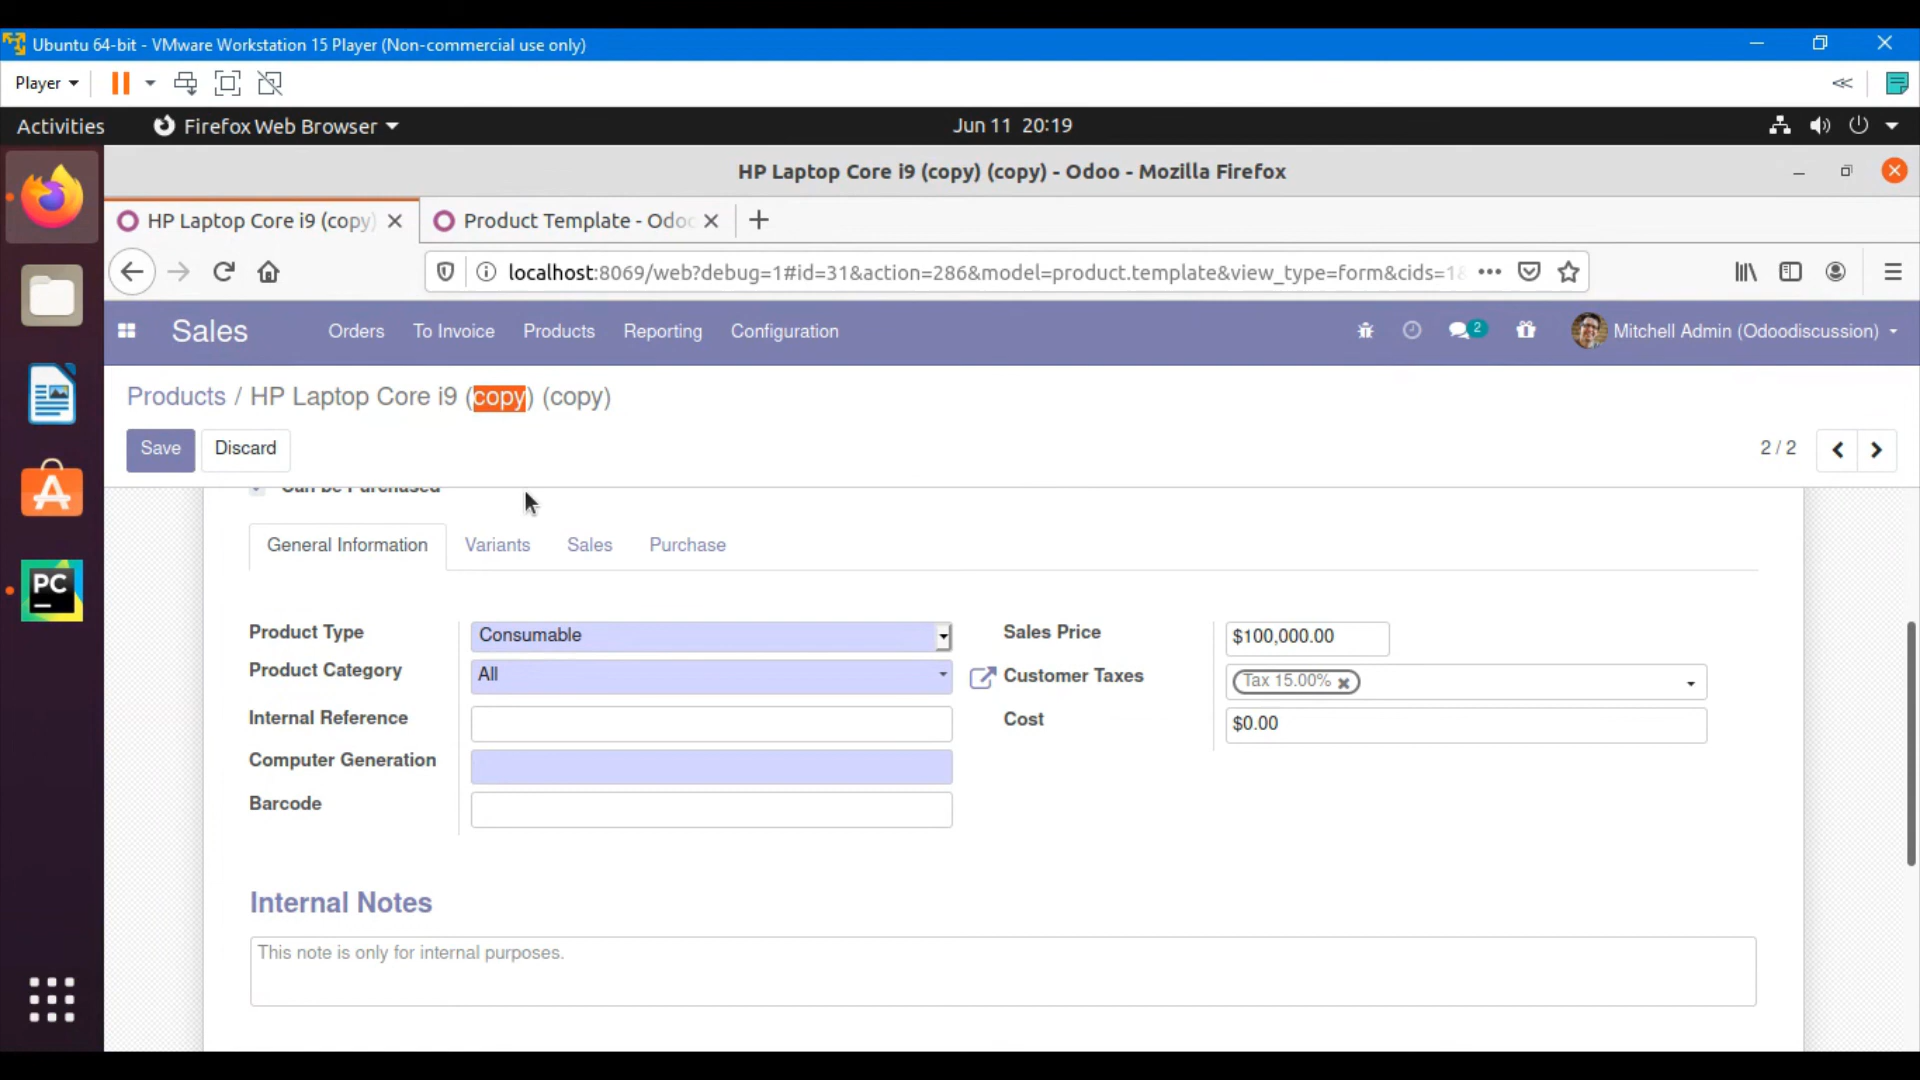 Ubuntu 64-bit - VMware Workstation 15 Player (Non-commercial use only)
Player
Activities
Firefox Web Browser
Jun 11 20:19
HP Laptop Core i9 (copy) (copy) - Odoo - Mozilla Firefox
HP Laptop Core i9 (copy)
Product Template - Odoo
localhost:8069/web?debug=1#id=31&action=286&model=product.template&view_type=form&cids=1&
Sales
Orders
To Invoice
Products
Reporting
Configuration
2
Mitchell Admin (Odoodiscussion)
Products / HP Laptop Core i9 (copy) (copy)
Save
Discard
2 / 2
Can be Purchased
General Information
Variants
Sales
Purchase
Product Type
Consumable
Product Category
All
Internal Reference
Computer Generation
Barcode
Sales Price
$100,000.00
Customer Taxes
Tax 15.00%
Cost
$0.00
PC
Internal Notes
This note is only for internal purposes.